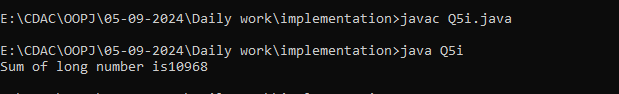 E:\CDAC\OOPJ\05-09-2024\Daily work\implementation>javac Q5i.java
E:\CDAC\OOPJ\05-09-2024\Daily work\implementation>java Q5i
Sum of long number is10968